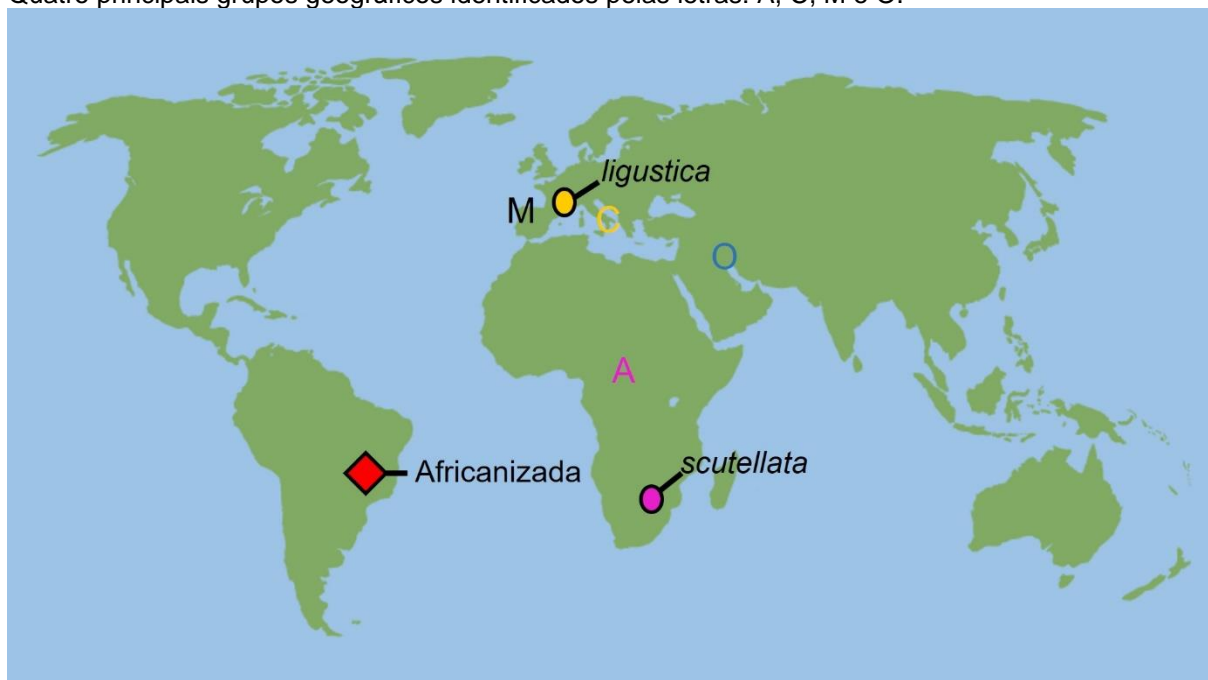 Quatro principais grupos geográficos identificados pelas letras: A, C, M e O.
ligustica
M
C
O
A
scutellata
Africanizada